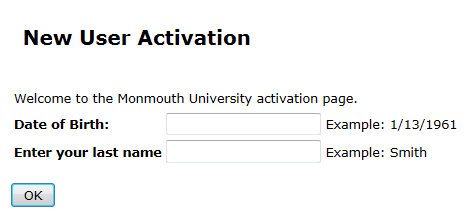 New User Activation
Welcome to the Monmouth University activation page.
Date of Birth: Example: 1/13/1961
Enter your last name Example: Smith
OK